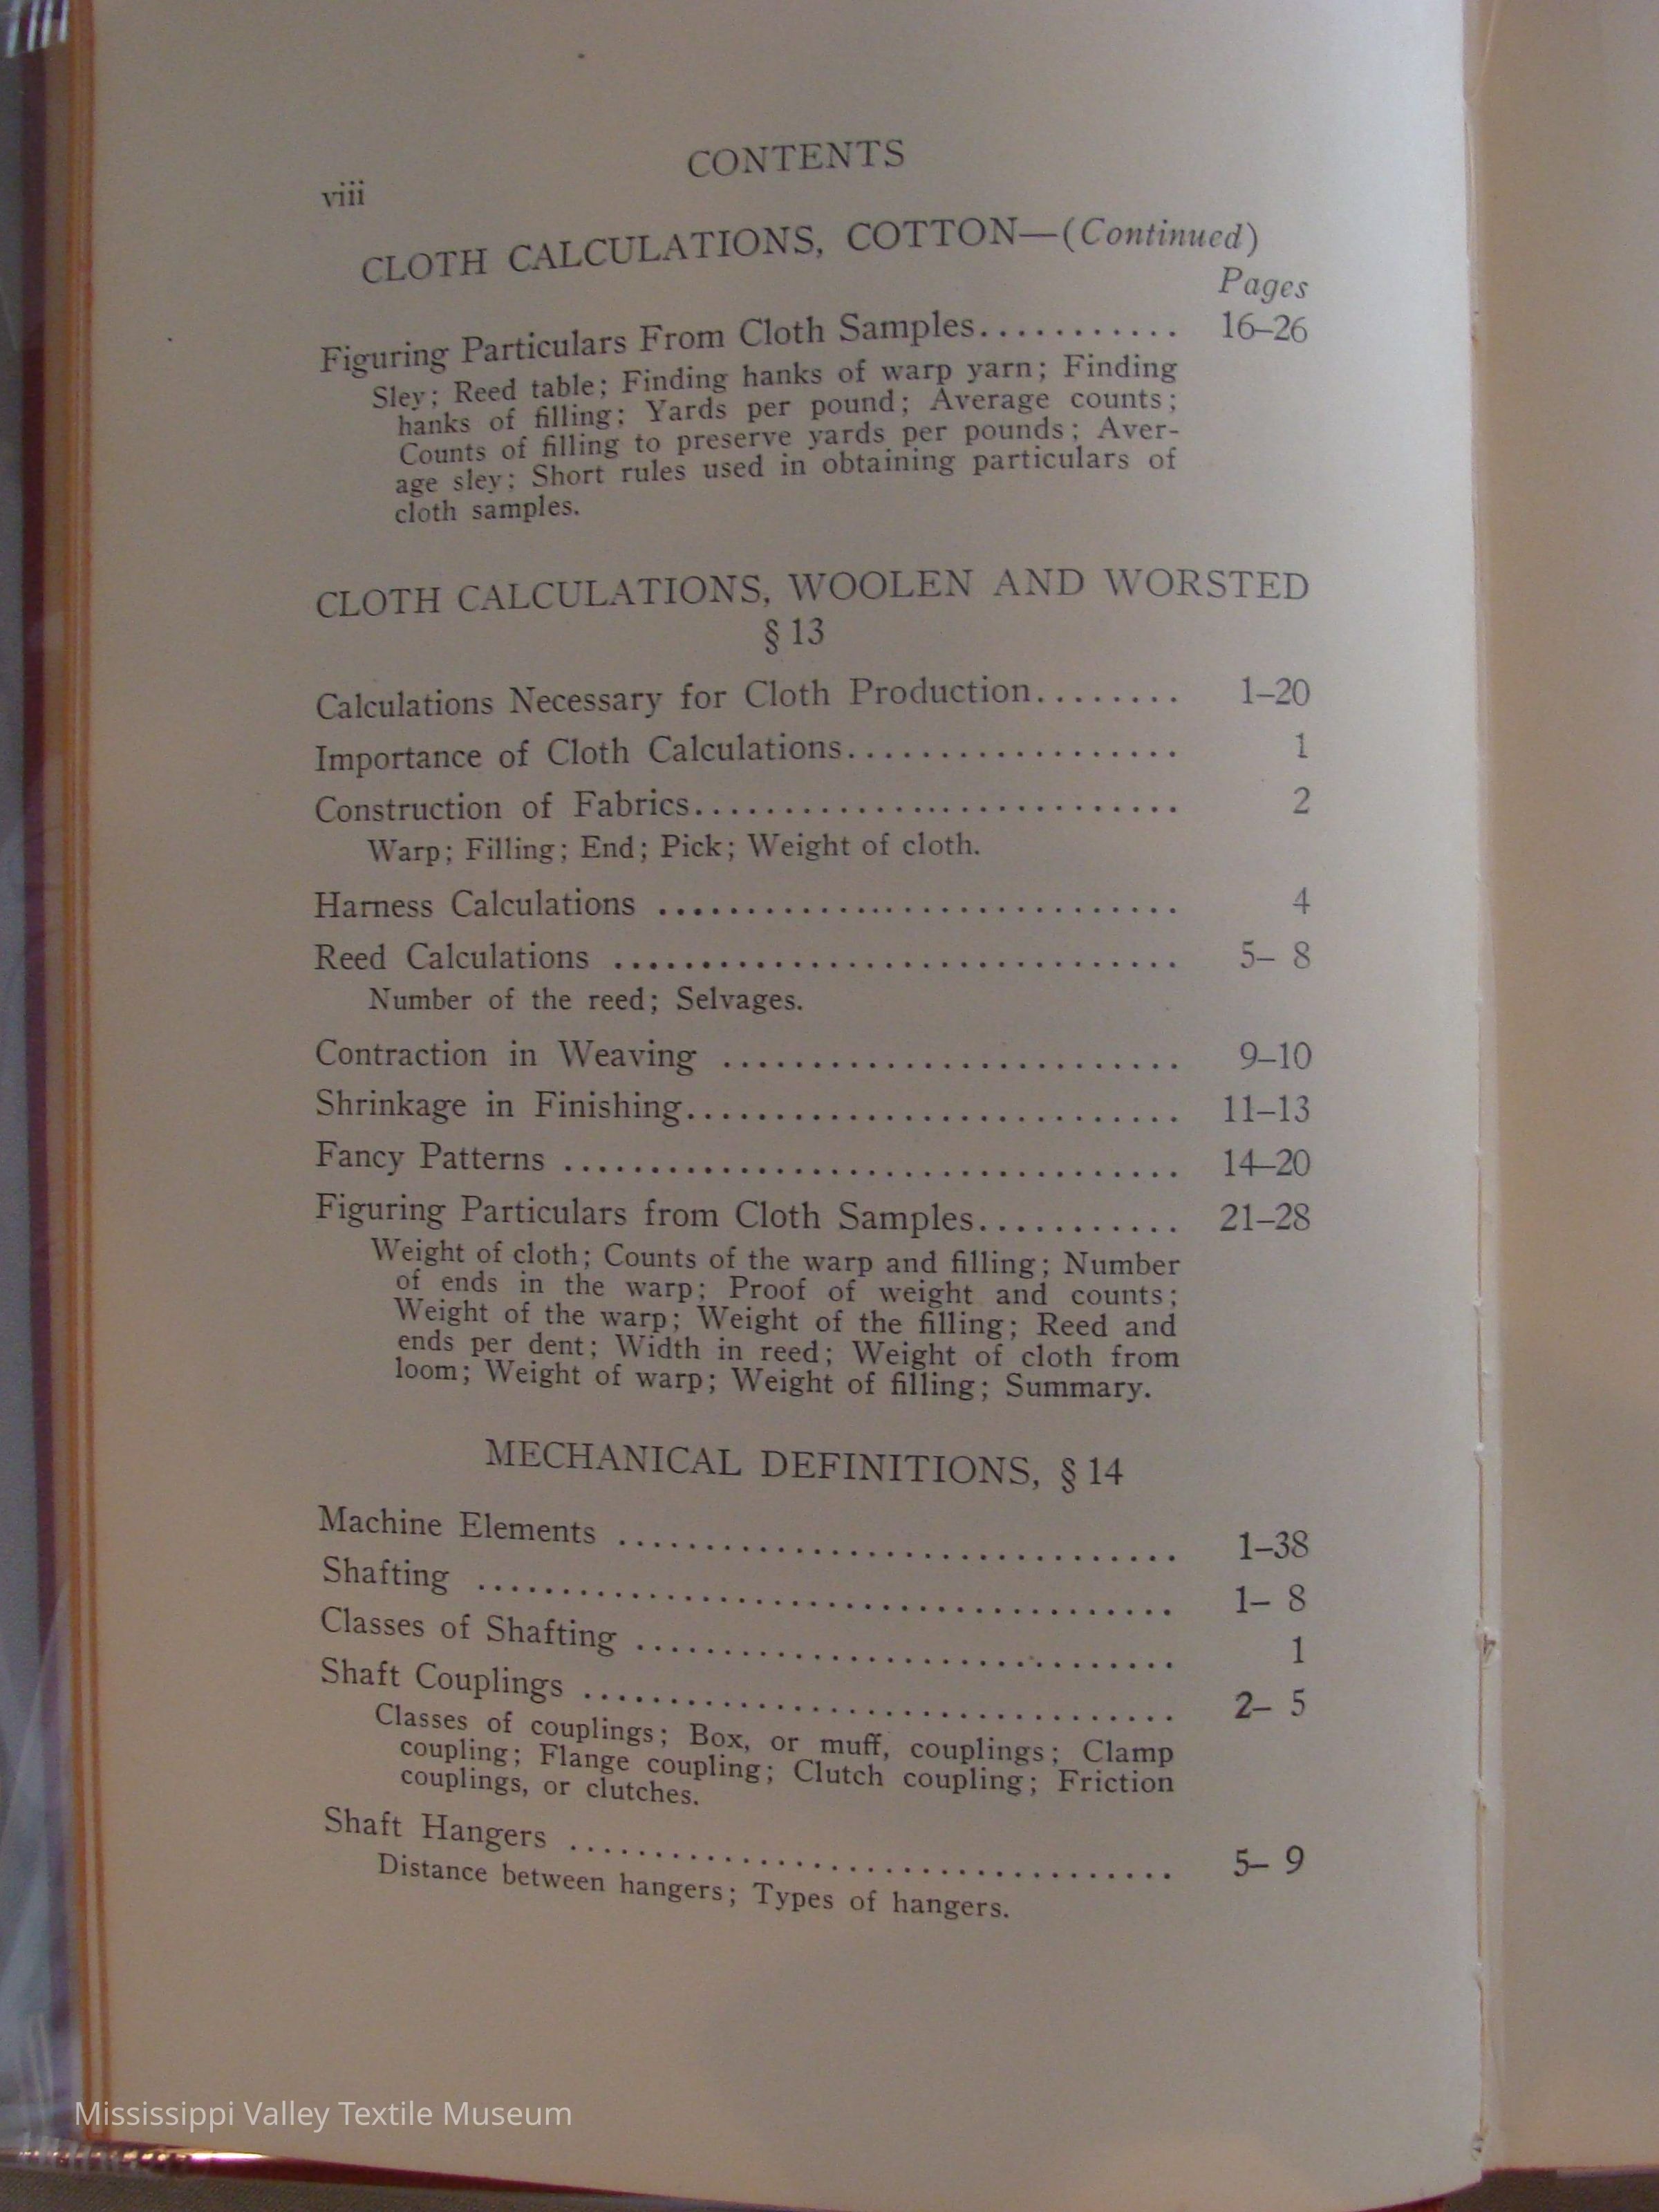 CONTENTS
viii
CLOTH CALCULATIONS, COTTON—(Continued)
Pages
Figuring Particulars From Cloth Samples........... 16–26
Sley; Reed table; Finding hanks of warp yarn; Finding
hanks of filling; Yards per pound; Average counts;
Counts of filling to preserve yards per pounds; Aver-
age sley; Short rules used in obtaining particulars of
cloth samples.
CLOTH CALCULATIONS, WOOLEN AND WORSTED
§ 13
Calculations Necessary for Cloth Production........ 1–20
Importance of Cloth Calculations................... 1
Construction of Fabrics............................ 2
Warp; Filling; End; Pick; Weight of cloth.
Harness Calculations .............................. 4
Reed Calculations ................................. 5– 8
Number of the reed; Selvages.
Contraction in Weaving ........................... 9–10
Shrinkage in Finishing............................. 11–13
Fancy Patterns .................................... 14–20
Figuring Particulars from Cloth Samples........... 21–28
Weight of cloth; Counts of the warp and filling; Number
of ends in the warp; Proof of weight and counts;
Weight of the warp; Weight of the filling; Reed and
ends per dent; Width in reed; Weight of cloth from
loom; Weight of warp; Weight of filling; Summary.
MECHANICAL DEFINITIONS, § 14
Machine Elements ................................ 1–38
Shafting ........................................ 1– 8
Classes of Shafting ............................... 1
Shaft Couplings .................................. 2– 5
Classes of couplings; Box, or muff, couplings; Clamp
coupling; Flange coupling; Clutch coupling; Friction
couplings, or clutches.
Shaft Hangers ................................... 5– 9
Distance between hangers; Types of hangers.
Mississippi Valley Textile Museum